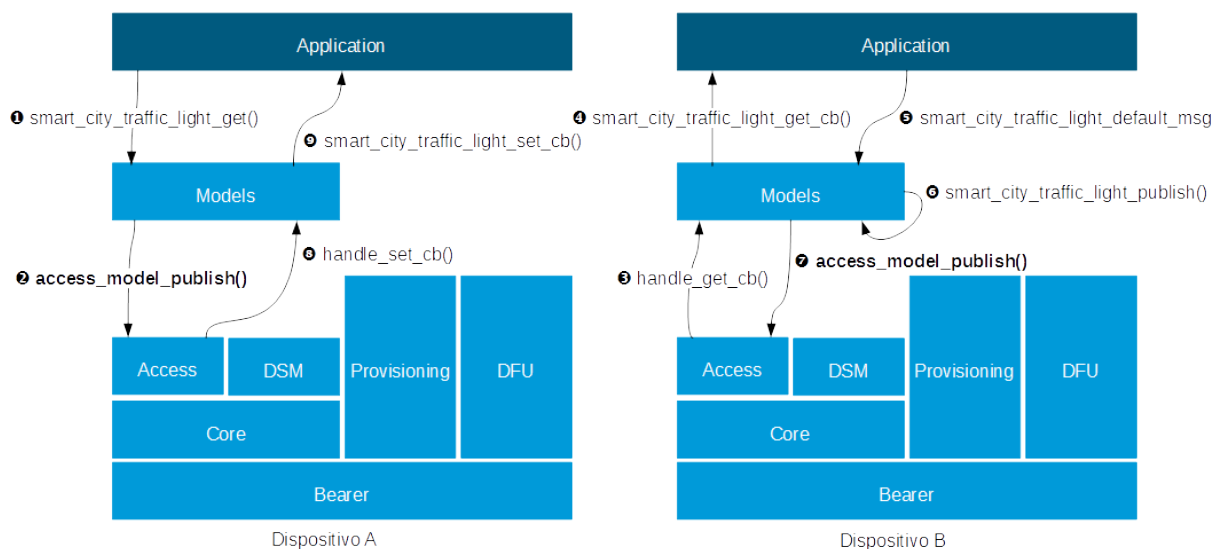 Application
❶ smart_city_traffic_light_get()
❾ smart_city_traffic_light_set_cb()
Models
❽ handle_set_cb()
❷ access_model_publish()
Access
DSM
Provisioning
DFU
Core
Bearer
Dispositivo A
Application
❹ smart_city_traffic_light_get_cb()
❺ smart_city_traffic_light_default_msg
Models
❻ smart_city_traffic_light_publish()
❼ access_model_publish()
❸ handle_get_cb()
Access
DSM
Provisioning
DFU
Core
Bearer
Dispositivo B